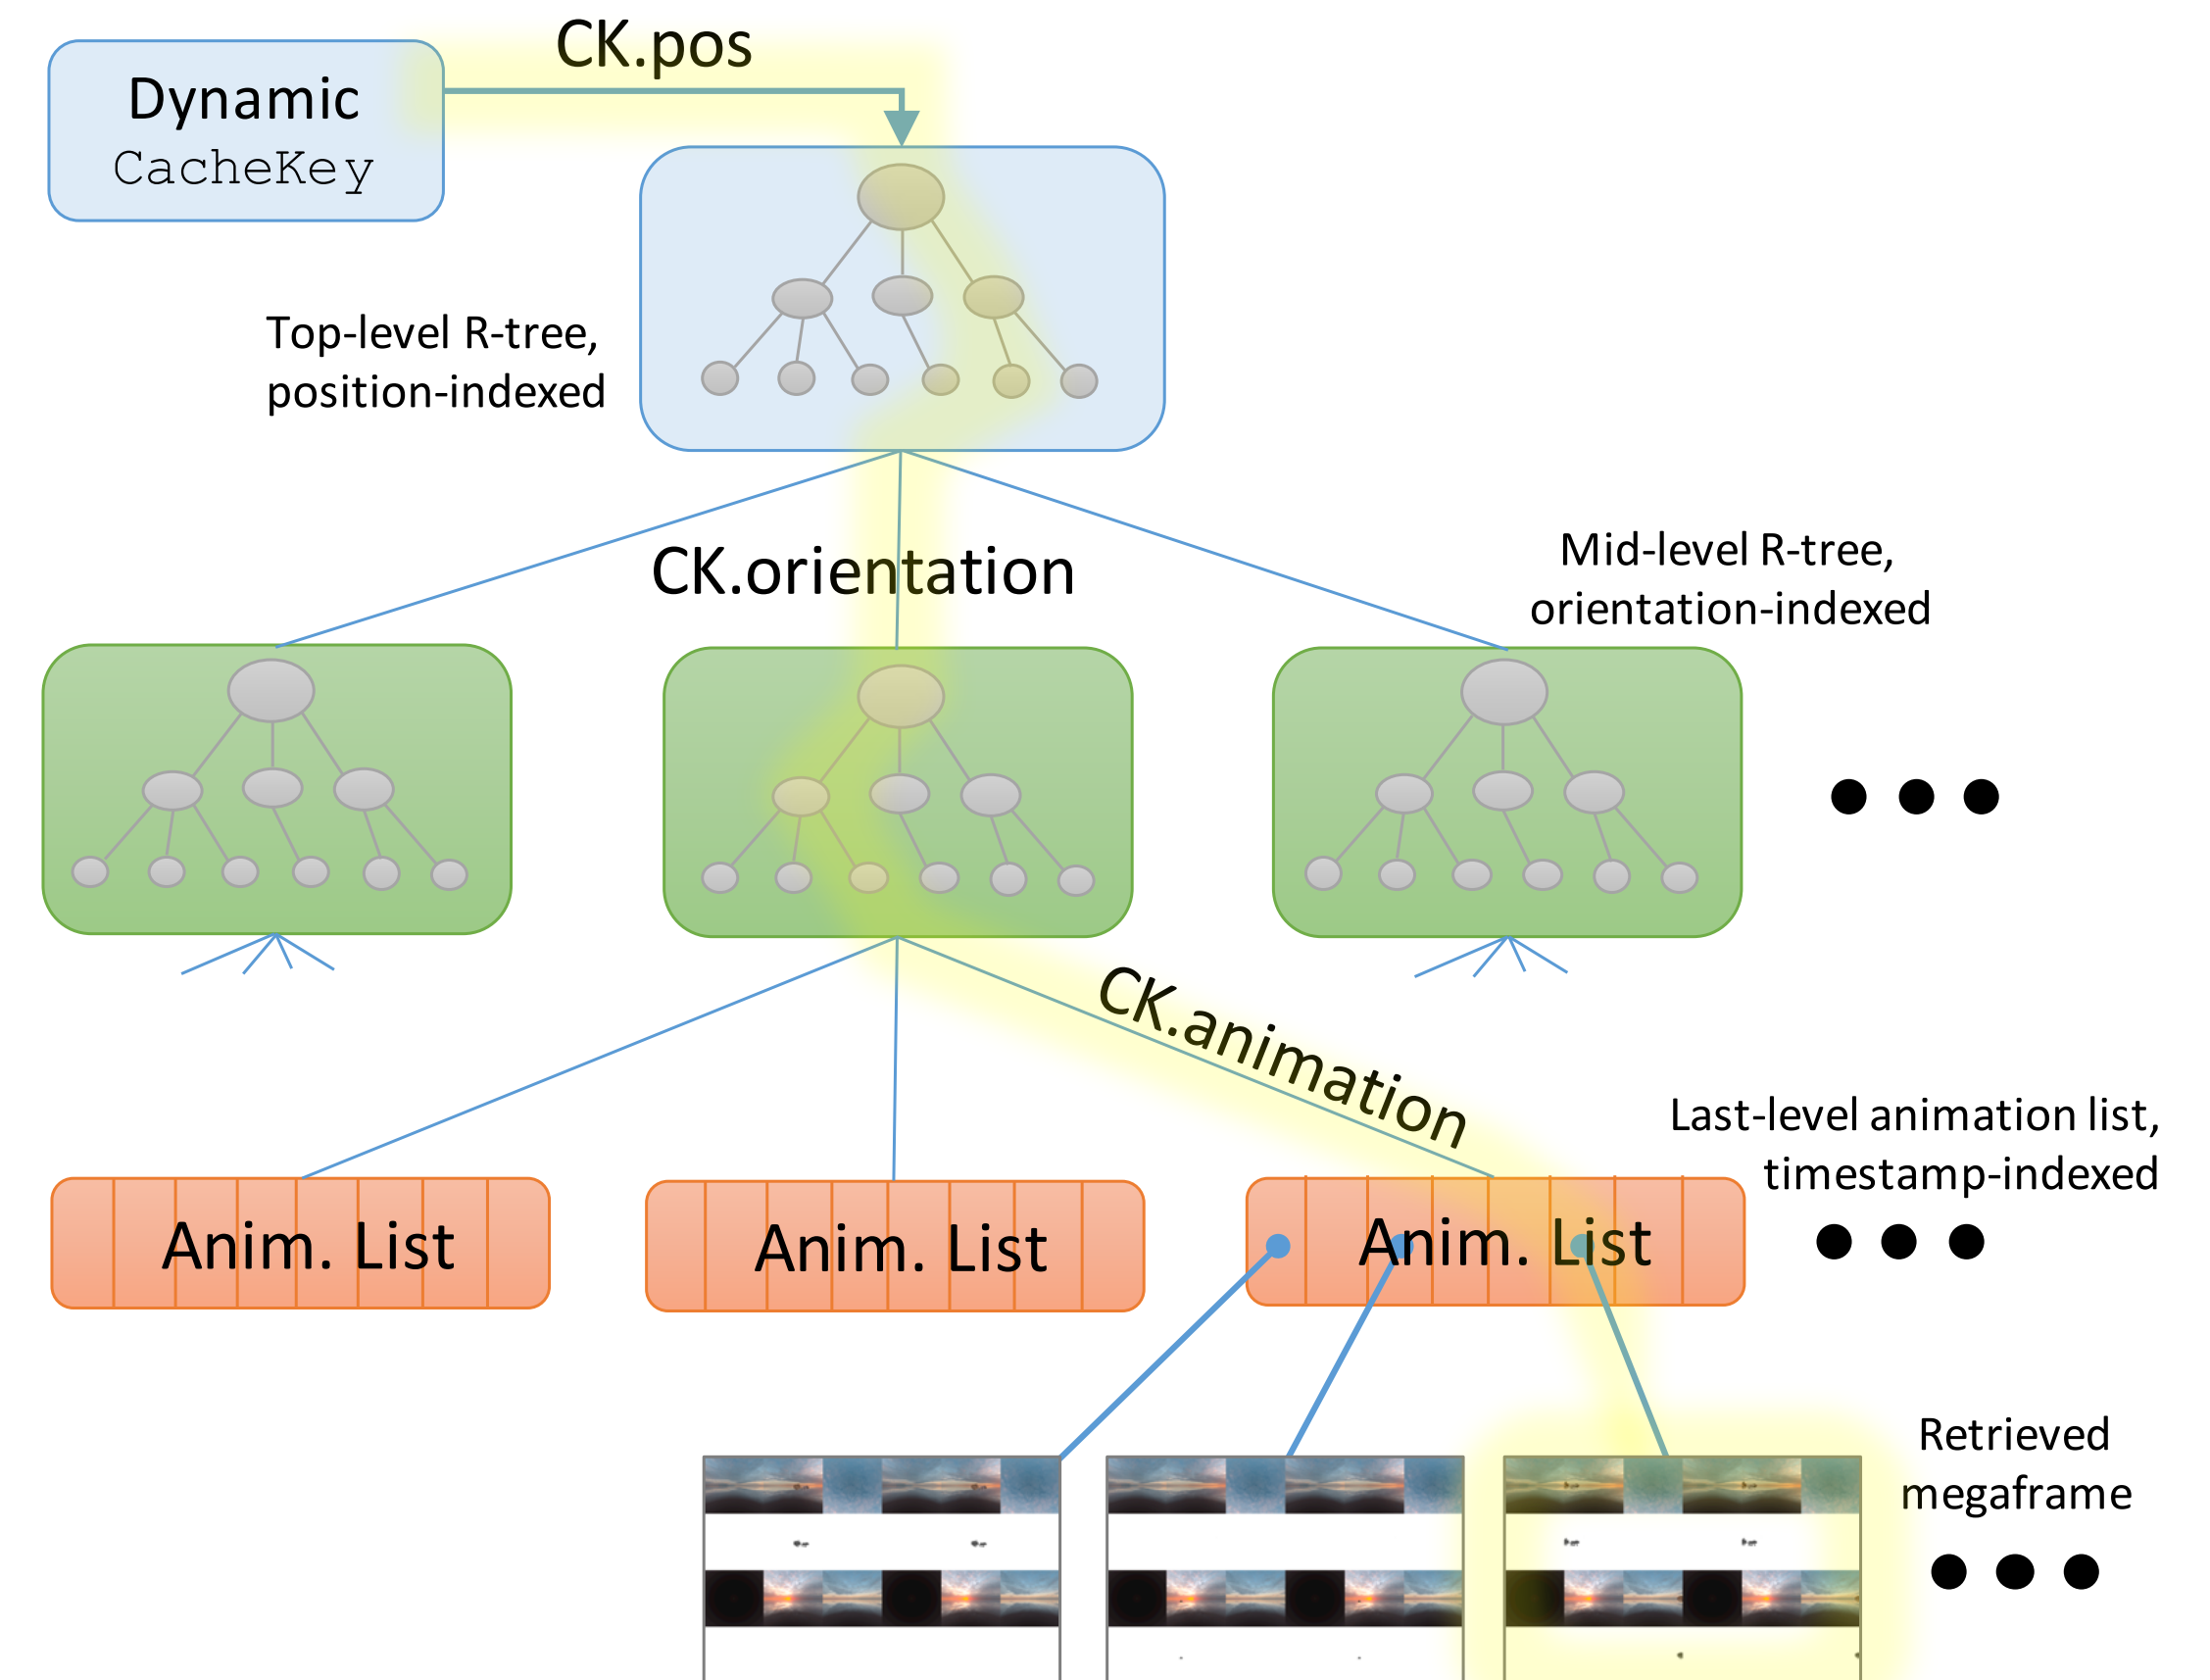 CK.pos
Dynamic
CacheKey
Top-level R-tree,
position-indexed
CK.orientation
Mid-level R-tree,
orientation-indexed
CK.animation
Last-level animation list,
timestamp-indexed
Anim. List
Anim. List
Anim. List
Retrieved
megaframe